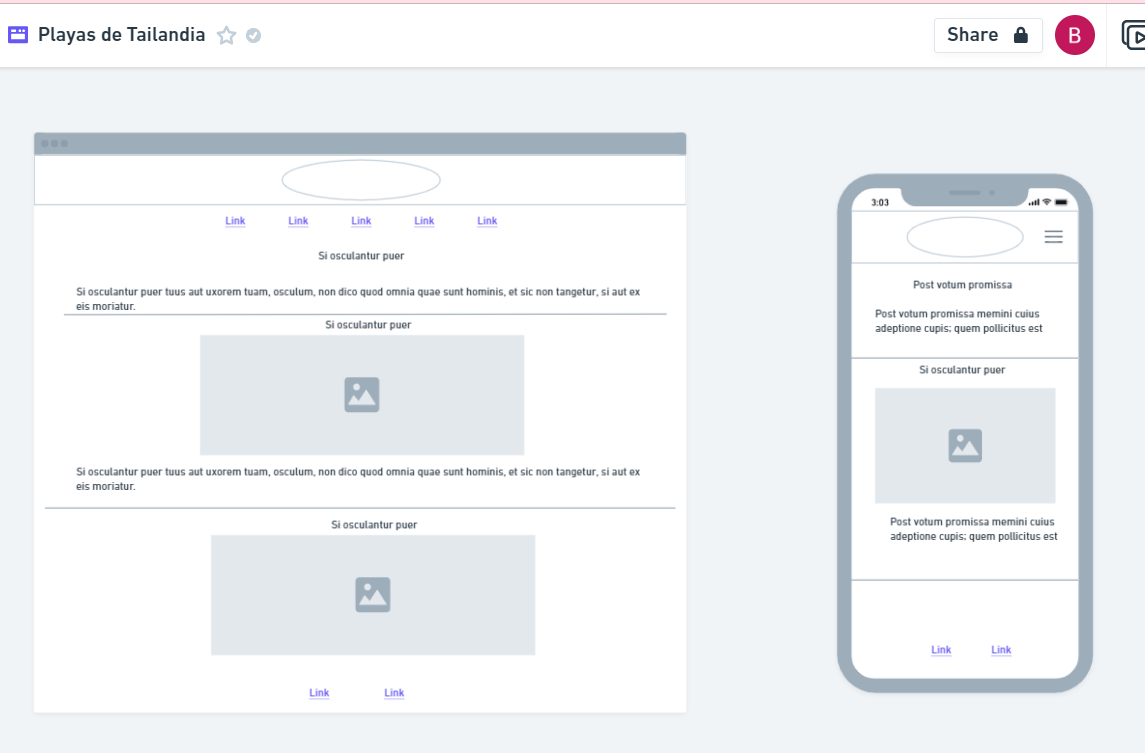 Playas de Tailandia
Share
B
Link Link Link Link Link
Si osculantur puer
Si osculantur puer tuus aut uxorem tuam, osculum, non dico quod omnia quae sunt hominis, et sic non tangetur, si aut ex
eis moriatur.
Si osculantur puer
Si osculantur puer tuus aut uxorem tuam, osculum, non dico quod omnia quae sunt hominis, et sic non tangetur, si aut ex
eis moriatur.
Si osculantur puer
Link Link
3:03
Post votum promissa
Post votum promissa memini cuius
adeptione cupis; quem pollicitus est
Si osculantur puer
Post votum promissa memini cuius
adeptione cupis; quem pollicitus est
Link Link